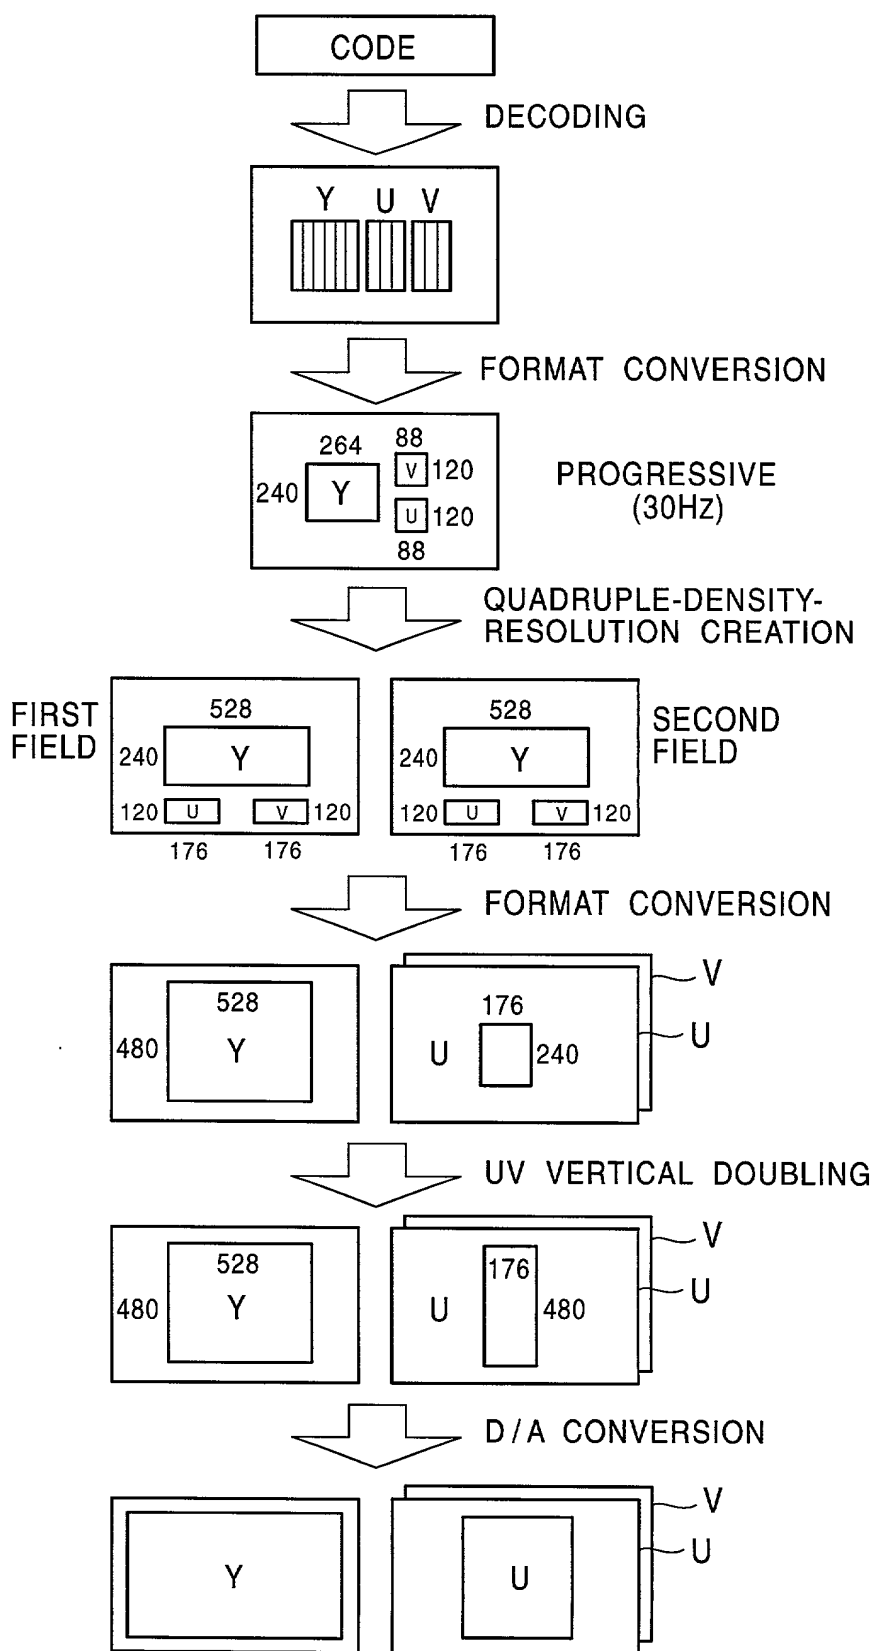 CODE
DECODING
Y U V
FORMAT CONVERSION
264
88
V
120
240
Y
U
120
88
PROGRESSIVE
(30Hz)
QUADRUPLE-DENSITY-
RESOLUTION CREATION
FIRST
FIELD
528
240
Y
120 U V 120
176 176
528
240
Y
120 U V 120
176 176
SECOND
FIELD
FORMAT CONVERSION
528
480
Y
176
U
240
V
U
UV VERTICAL DOUBLING
528
480
Y
176
U
480
V
U
D/A CONVERSION
Y
U
V
U